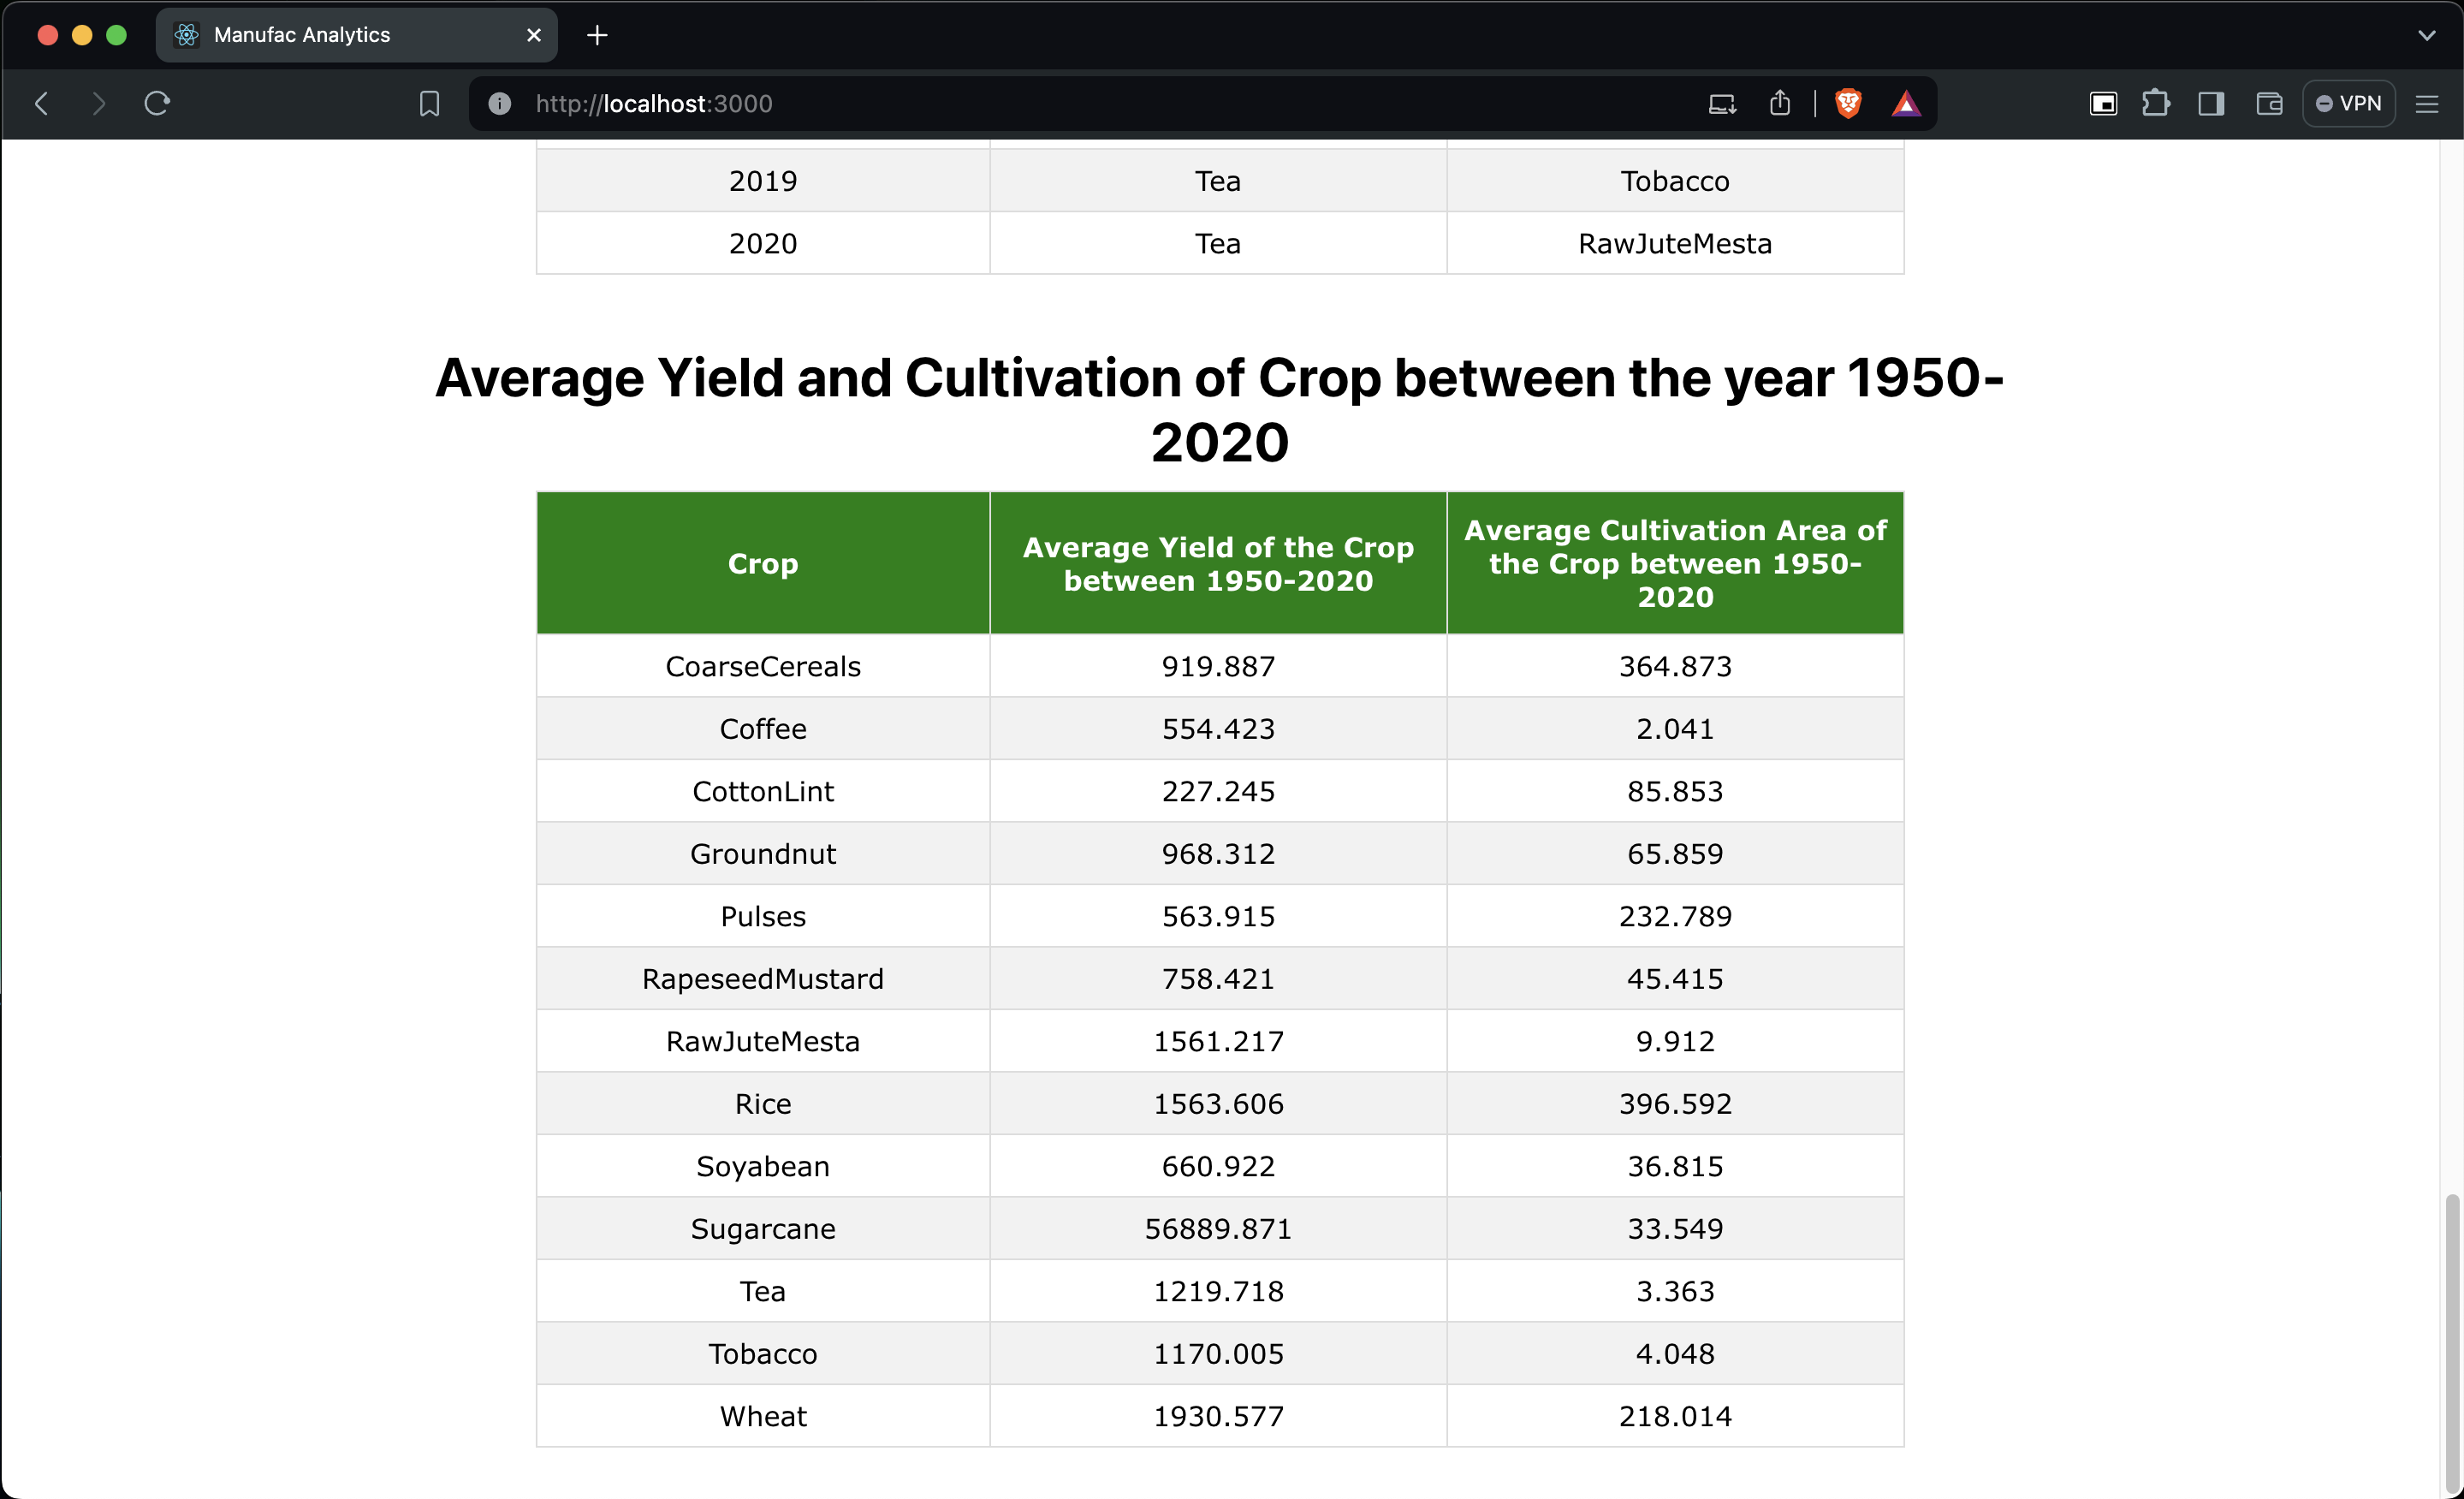 Manufac Analytics
http://localhost:3000
VPN
2019 Tea Tobacco
2020 Tea RawJuteMesta
Average Yield and Cultivation of Crop between the year 1950-
2020
Crop
Average Yield of the Crop
between 1950-2020
Average Cultivation Area of
the Crop between 1950-
2020
CoarseCereals 919.887 364.873
Coffee 554.423 2.041
CottonLint 227.245 85.853
Groundnut 968.312 65.859
Pulses 563.915 232.789
RapeseedMustard 758.421 45.415
RawJuteMesta 1561.217 9.912
Rice 1563.606 396.592
Soyabean 660.922 36.815
Sugarcane 56889.871 33.549
Tea 1219.718 3.363
Tobacco 1170.005 4.048
Wheat 1930.577 218.014